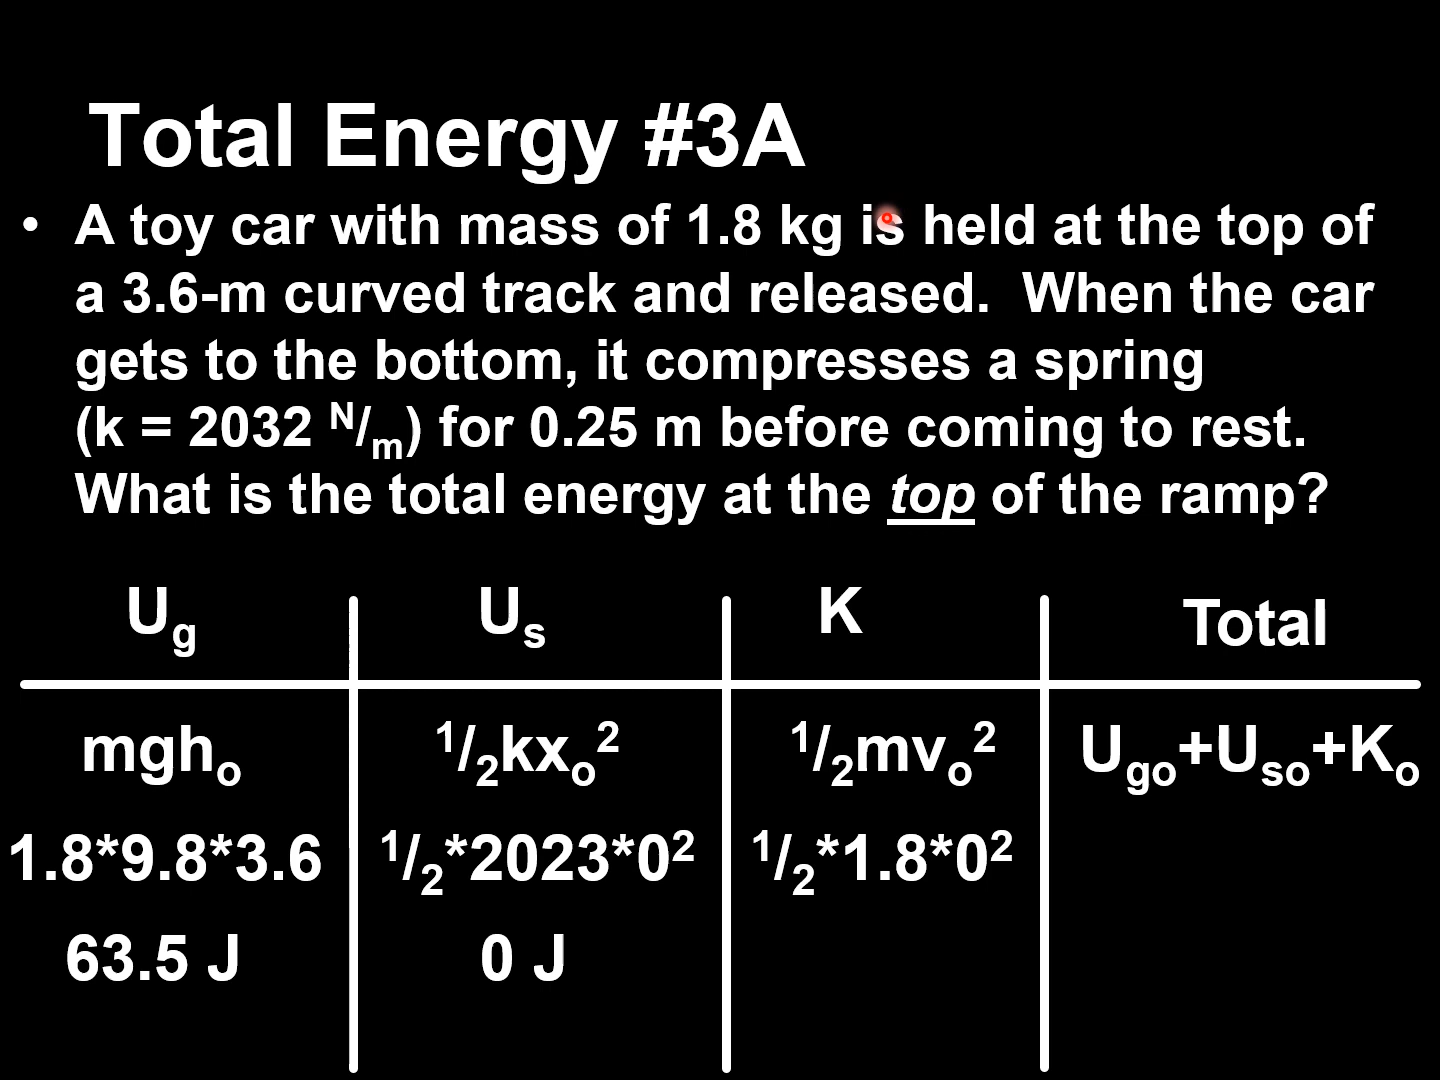 Total Energy #3A
• A toy car with mass of 1.8 kg is held at the top of
a 3.6-m curved track and released.  When the car
gets to the bottom, it compresses a spring
(k = 2032 ᴺ/ₘ) for 0.25 m before coming to rest.
What is the total energy at the top of the ramp?
U_g U_s K Total
mghₒ ¹/₂kxₒ² ¹/₂mvₒ² U_go+U_so+Kₒ
1.8*9.8*3.6 ¹/₂*2023*0² ¹/₂*1.8*0²
63.5 J 0 J